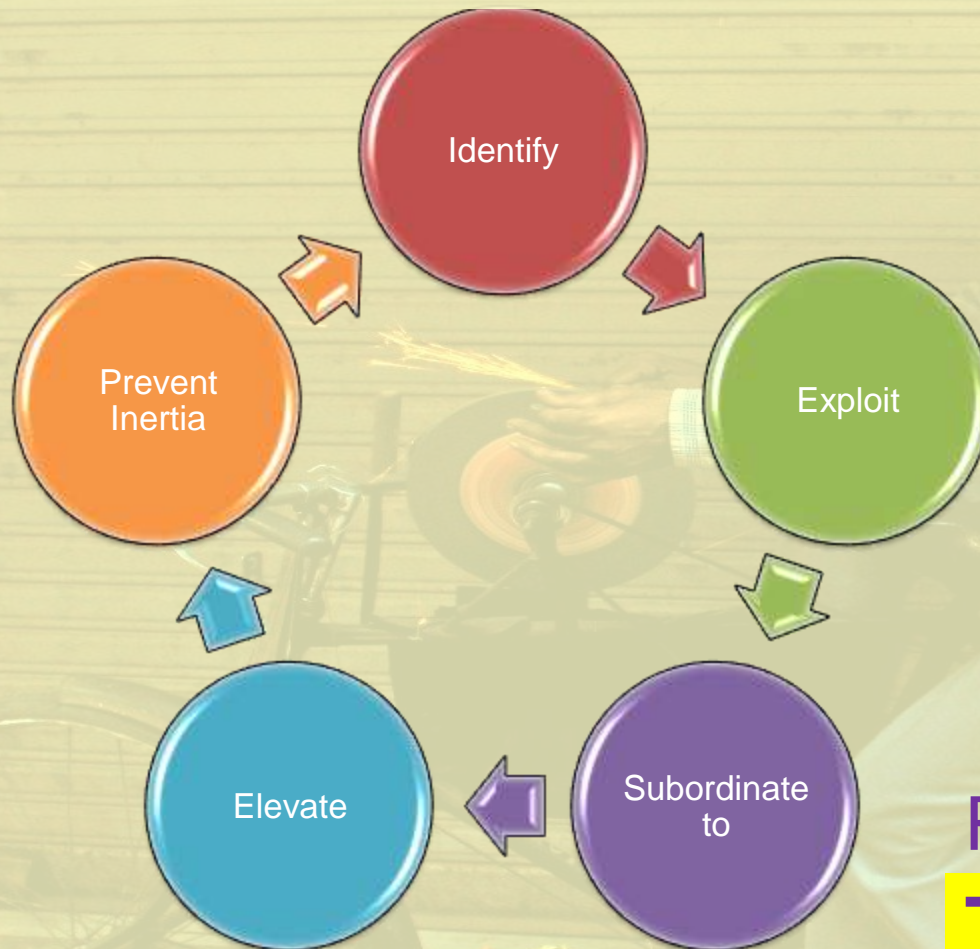 Identify
Exploit
Subordinate
to
Elevate
Prevent
Inertia